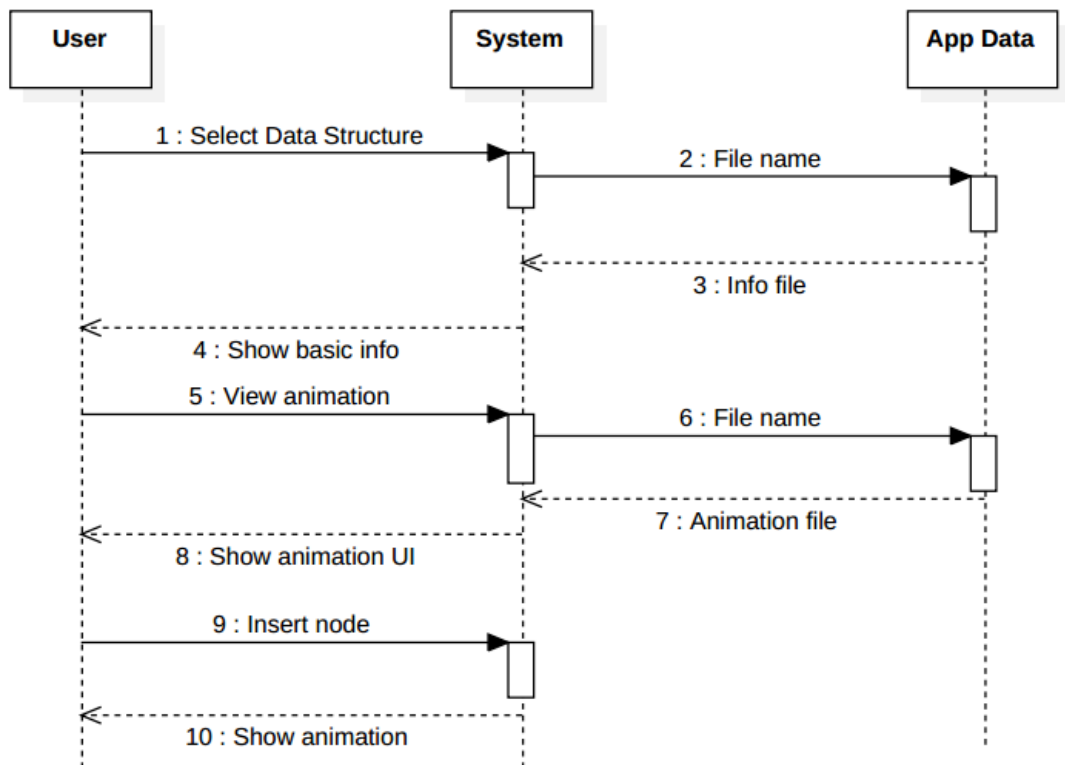 User
System
App Data
1 : Select Data Structure
2 : File name
3 : Info file
4 : Show basic info
5 : View animation
6 : File name
7 : Animation file
8 : Show animation UI
9 : Insert node
10 : Show animation